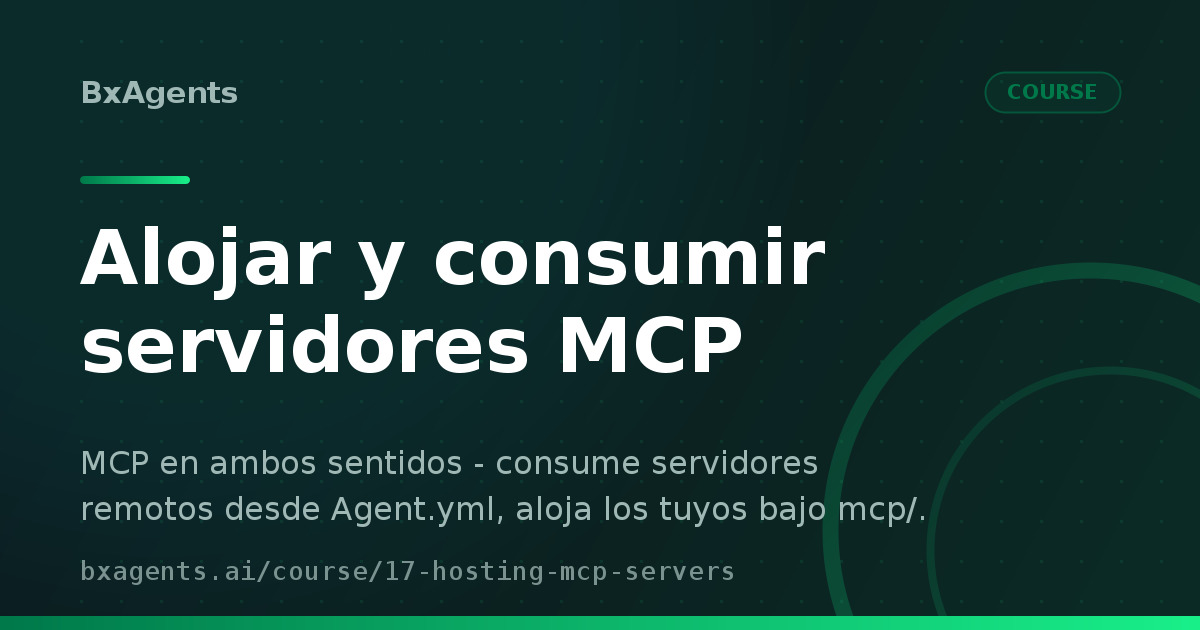 BxAgents
COURSE
Alojar y consumir
servidores MCP
MCP en ambos sentidos - consume servidores
remotos desde Agent.yml, aloja los tuyos bajo mcp/.
bxagents.ai/course/17-hosting-mcp-servers